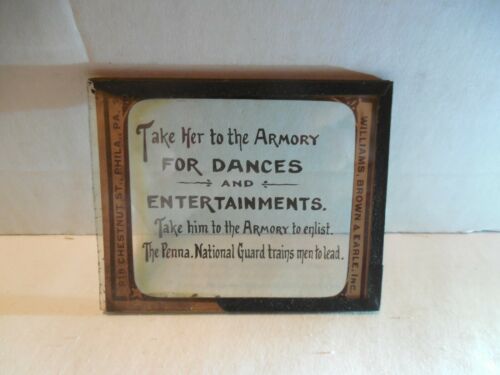 Take Her to the ARMORY
FOR DANCES
AND
ENTERTAINMENTS.
Take him to the ARMORY to enlist.
The Penna. National Guard trains men to lead.
918 CHESTNUT ST., PHILA., PA.
WILLIAMS, BROWN & EARLE, INC.